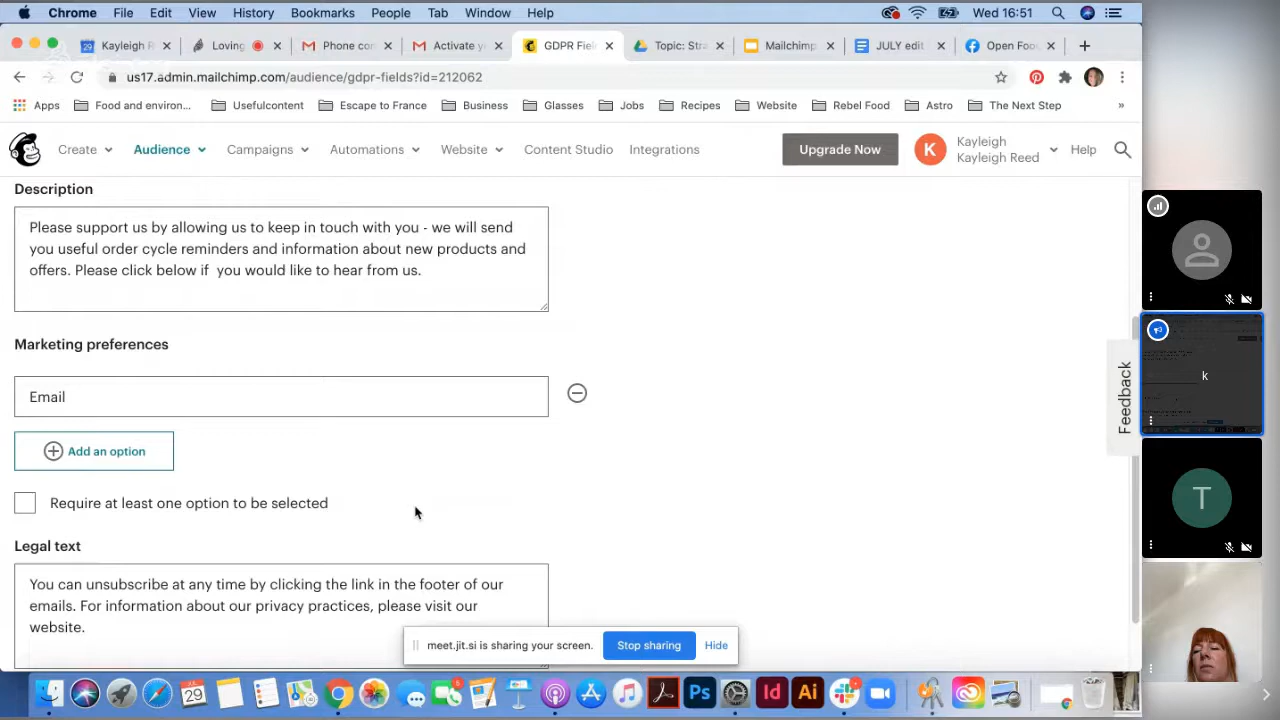 Chrome File Edit View History Bookmarks People Tab Window Help Wed 16:51
29 Kayleigh R Loving Phone cor Activate GDPR Fiel Topic: Stra Mailchimp JULY edit Open Foo
us17.admin.mailchimp.com/audience/gdpr-fields?id=212062
Apps Food and environ... Usefulcontent Escape to France Business Glasses Jobs Recipes Website Rebel Food Astro The Next Step »
Create Audience Campaigns Automations Website Content Studio Integrations Upgrade Now K Kayleigh Help
Kayleigh Reed
Description
Please support us by allowing us to keep in touch with you - we will send
you useful order cycle reminders and information about new products and
offers. Please click below if you would like to hear from us.
Marketing preferences
Email
Add an option
Require at least one option to be selected
Legal text
You can unsubscribe at any time by clicking the link in the footer of our
emails. For information about our privacy practices, please visit our
website.
Feedback
k
T
meet.jit.si is sharing your screen. Stop sharing Hide
29 Ps Id Ai